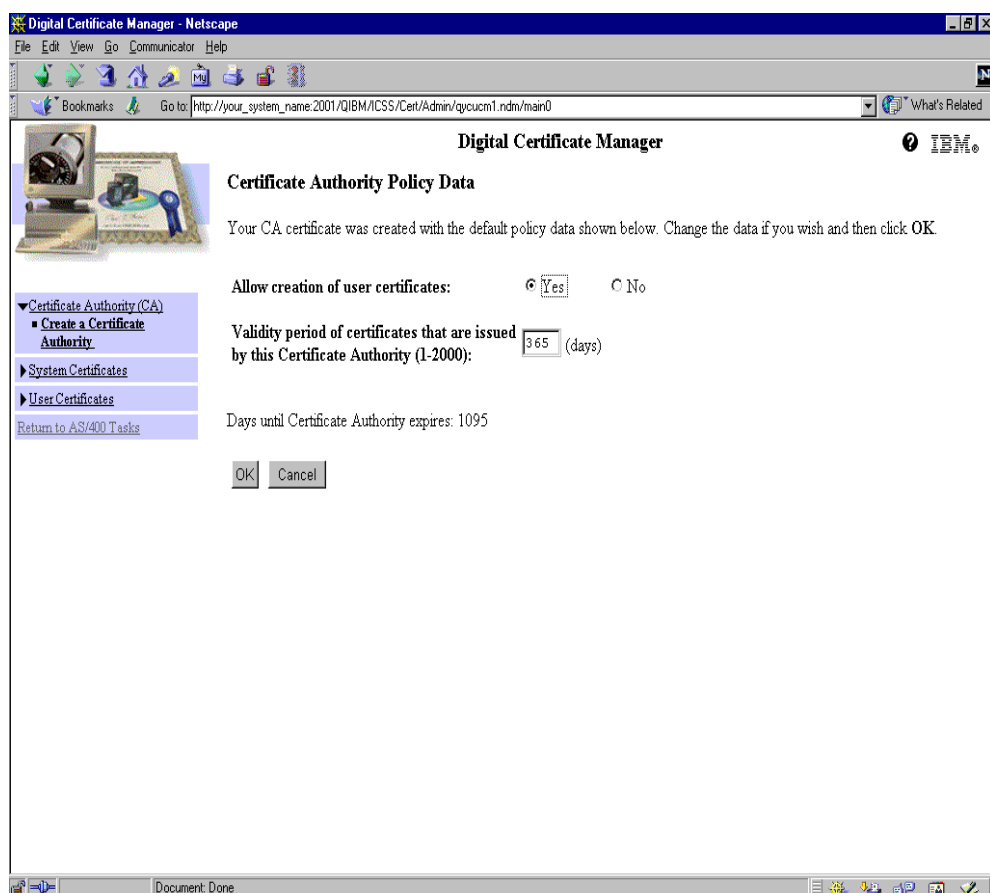 Digital Certificate Manager - Netscape
File Edit View Go Communicator Help
My
N
Bookmarks Go to: http://your_system_name:2001/QIBM/ICSS/Cert/Admin/qycucm1.ndm/main0 What's Related
Digital Certificate Manager
? IBM®
Certificate Authority Policy Data
Your CA certificate was created with the default policy data shown below. Change the data if you wish and then click OK.
Certificate Authority (CA)
Create a Certificate
Authority
System Certificates
User Certificates
Return to AS/400 Tasks
Allow creation of user certificates: Yes No
Validity period of certificates that are issued
by this Certificate Authority (1-2000): 365 (days)
Days until Certificate Authority expires: 1095
OK Cancel
Document: Done